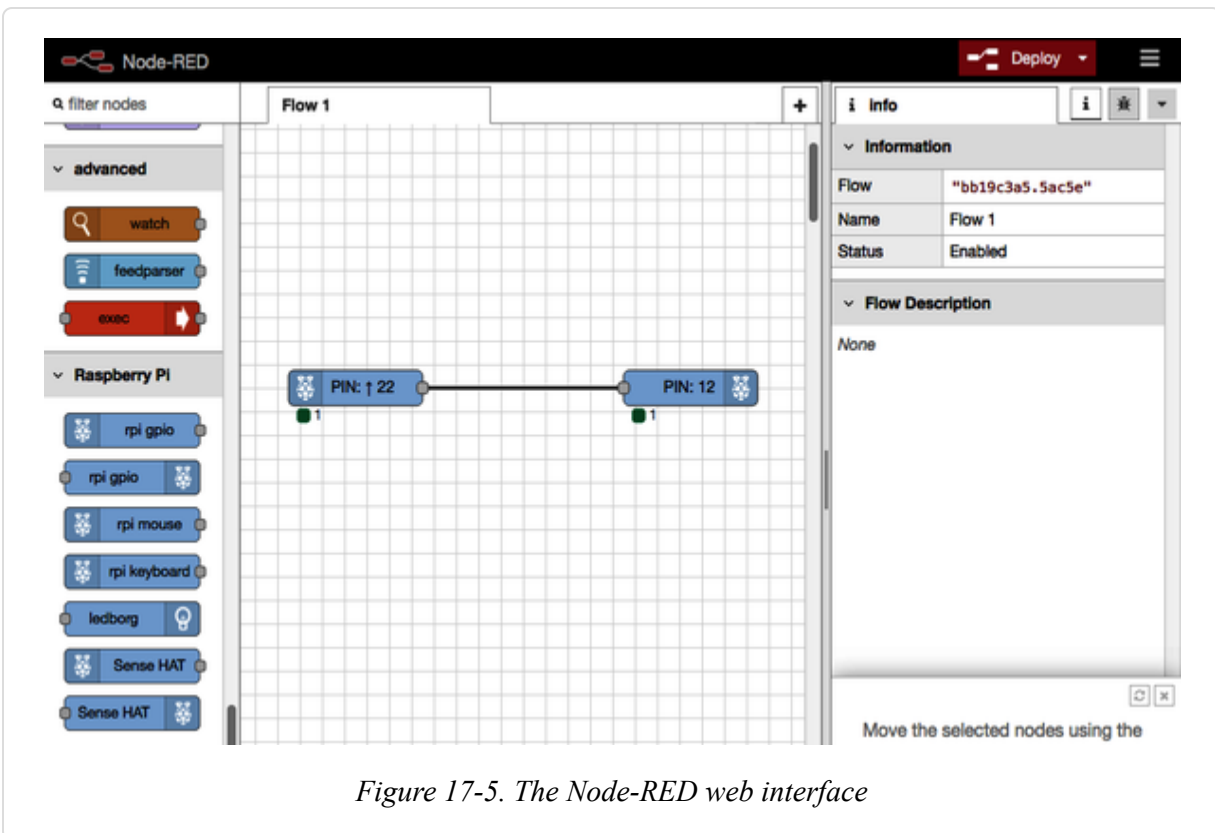 Node-RED
Deploy
filter nodes
advanced
watch
feedparser
exec
Raspberry Pi
rpi gpio
rpi gpio
rpi mouse
rpi keyboard
ledborg
Sense HAT
Sense HAT
Flow 1
+
PIN: ↑ 22
1
PIN: 12
1
i info
i
Information
Flow "bb19c3a5.5ac5e"
Name Flow 1
Status Enabled
Flow Description
None
Move the selected nodes using the
Figure 17-5. The Node-RED web interface